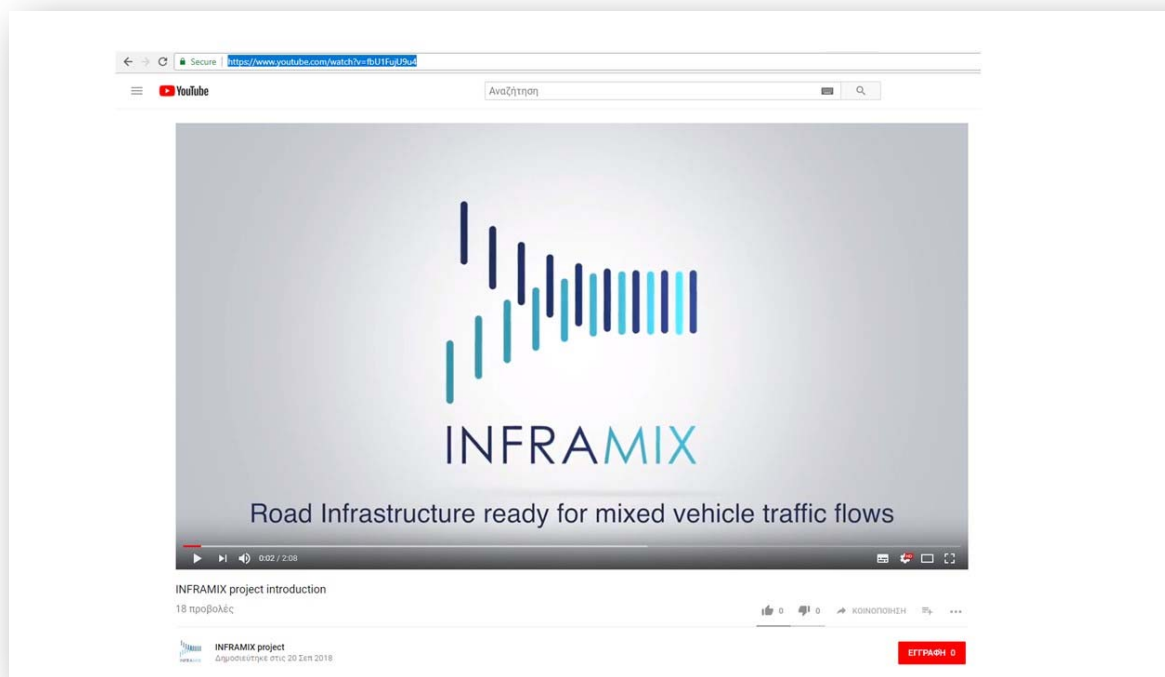 Secure | https://www.youtube.com/watch?v=fbU1FujU9u4
YouTube
Αναζήτηση
INFRAMIX
Road Infrastructure ready for mixed vehicle traffic flows
0:02 / 2:08
INFRAMIX project introduction
18 προβολές
0 0 ΚΟΙΝΟΠΟΙΗΣΗ
INFRAMIX project
Δημοσιεύτηκε στις 20 Σεπ 2018
ΕΓΓΡΑΦΗ 0